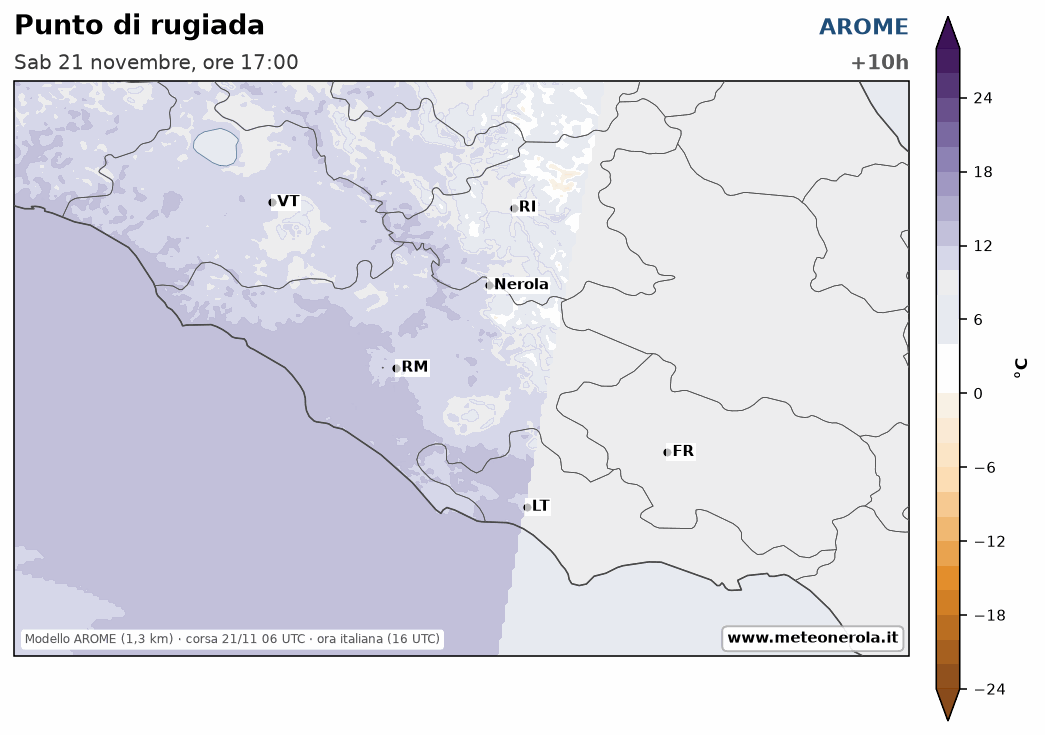 Punto di rugiada
AROME
Sab 21 novembre, ore 17:00
+10h
VT
RI
Nerola
RM
FR
LT
24
18
12
6
0
−6
−12
−18
−24
°C
Modello AROME (1,3 km) · corsa 21/11 06 UTC · ora italiana (16 UTC)
www.meteonerola.it